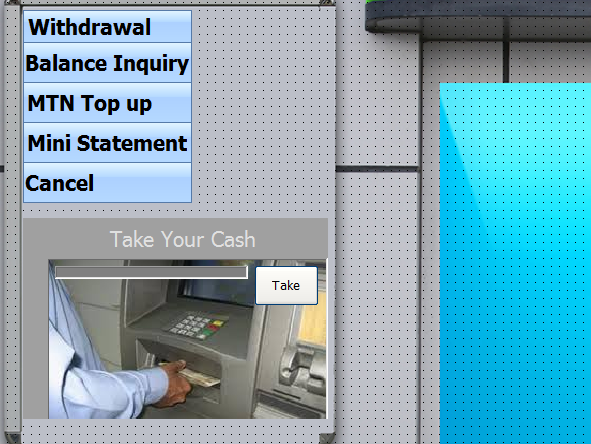 Withdrawal
Balance Inquiry
MTN Top up
Mini Statement
Cancel
Take Your Cash
Take